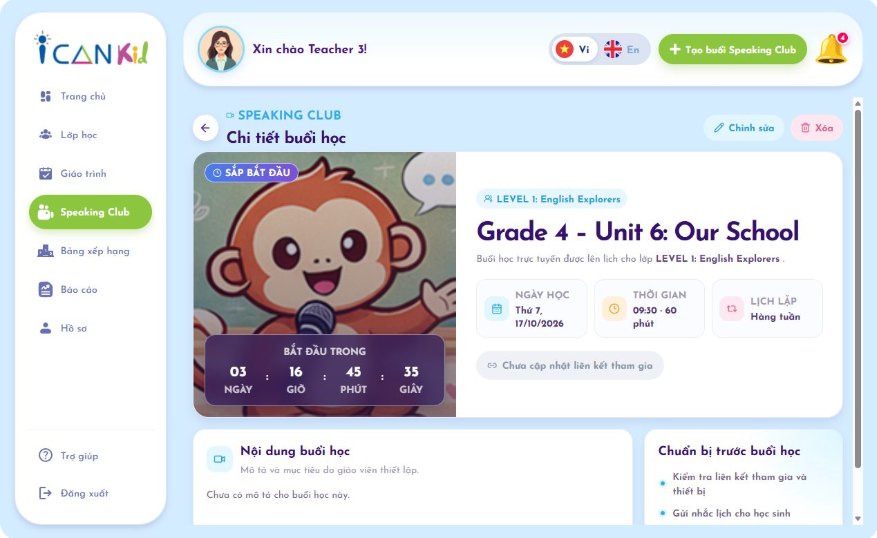 iCAN Kid
Trang chủ
Lớp học
Giáo trình
Speaking Club
Bảng xếp hạng
Báo cáo
Hồ sơ
Trợ giúp
Đăng xuất
Xin chào Teacher 3!
Vi
En
+ Tạo buổi Speaking Club
4
SPEAKING CLUB
Chi tiết buổi học
Chỉnh sửa
Xóa
SẮP BẮT ĐẦU
BẮT ĐẦU TRONG
03 : 16 : 45 : 35
NGÀY GIỜ PHÚT GIÂY
LEVEL 1: English Explorers
Grade 4 – Unit 6: Our School
Buổi học trực tuyến được lên lịch cho lớp LEVEL 1: English Explorers .
NGÀY HỌC
Thứ 7,
17/10/2026
THỜI GIAN
09:30 · 60
phút
LỊCH LẶP
Hàng tuần
Chưa cập nhật liên kết tham gia
Nội dung buổi học
Mô tả và mục tiêu do giáo viên thiết lập.
Chưa có mô tả cho buổi học này.
Chuẩn bị trước buổi học
Kiểm tra liên kết tham gia và
thiết bị
Gửi nhắc lịch cho học sinh